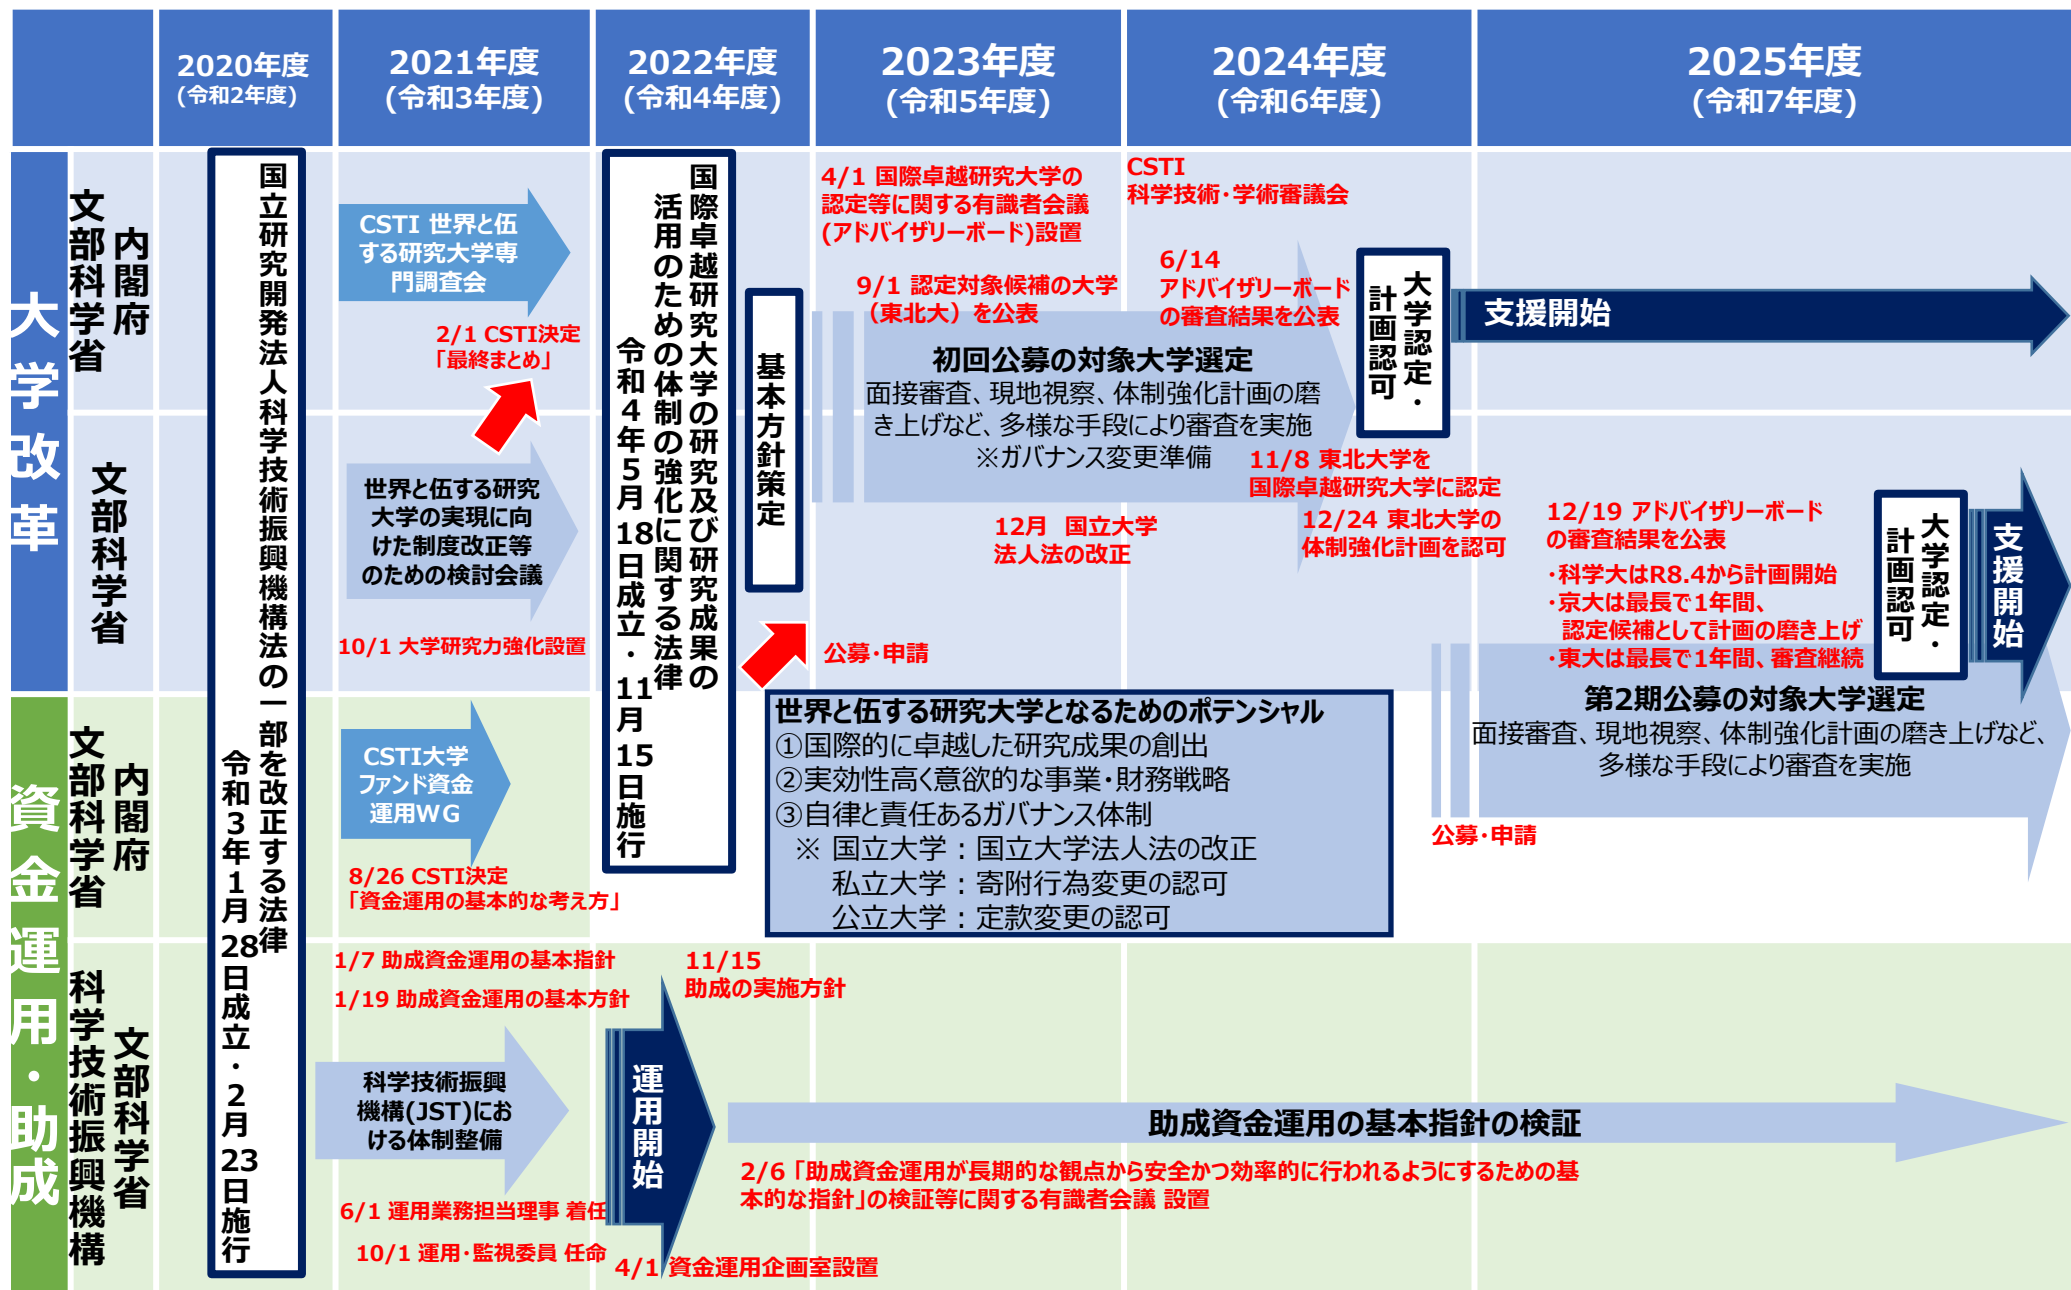 2020年度
(令和2年度)
2021年度
(令和3年度)
2022年度
(令和4年度)
2023年度
(令和5年度)
2024年度
(令和6年度)
2025年度
(令和7年度)
大学改革
内閣府
文部科学省
文部科学省
資金運用・助成
内閣府
文部科学省
文部科学省
科学技術振興機構
国立研究開発法人科学技術振興機構法の一部を改正する法律
令和3年1月28日成立・2月23日施行
CSTI 世界と伍
する研究大学専
門調査会
2/1 CSTI決定
「最終まとめ」
世界と伍する研究
大学の実現に向
けた制度改正等
のための検討会議
10/1 大学研究力強化設置
国際卓越研究大学の研究及び研究成果の
活用のための体制の強化に関する法律
令和4年5月18日成立・11月15日施行
基本方針策定
4/1 国際卓越研究大学の
認定等に関する有識者会議
(アドバイザリーボード)設置
9/1 認定対象候補の大学
（東北大）を公表
CSTI
科学技術・学術審議会
6/14
アドバイザリーボード
の審査結果を公表
初回公募の対象大学選定
面接審査、現地視察、体制強化計画の磨
き上げなど、多様な手段により審査を実施
※ガバナンス変更準備
大学認定・
計画認可
支援開始
11/8 東北大学を
国際卓越研究大学に認定
12/24 東北大学の
体制強化計画を認可
12月 国立大学
法人法の改正
公募・申請
12/19 アドバイザリーボード
の審査結果を公表
・科学大はR8.4から計画開始
・京大は最長で1年間、
認定候補として計画の磨き上げ
・東大は最長で1年間、審査継続
大学認定・
計画認可
支援開始
第2期公募の対象大学選定
面接審査、現地視察、体制強化計画の磨き上げなど、
多様な手段により審査を実施
公募・申請
世界と伍する研究大学となるためのポテンシャル
①国際的に卓越した研究成果の創出
②実効性高く意欲的な事業・財務戦略
③自律と責任あるガバナンス体制
※ 国立大学：国立大学法人法の改正
私立大学：寄附行為変更の認可
公立大学：定款変更の認可
CSTI大学
ファンド資金
運用WG
8/26 CSTI決定
「資金運用の基本的な考え方」
1/7 助成資金運用の基本指針
1/19 助成資金運用の基本方針
11/15
助成の実施方針
科学技術振興
機構(JST)にお
ける体制整備
運用開始
助成資金運用の基本指針の検証
2/6 「助成資金運用が長期的な観点から安全かつ効率的に行われるようにするための基
本的な指針」の検証等に関する有識者会議 設置
6/1 運用業務担当理事 着任
10/1 運用・監視委員 任命
4/1 資金運用企画室設置